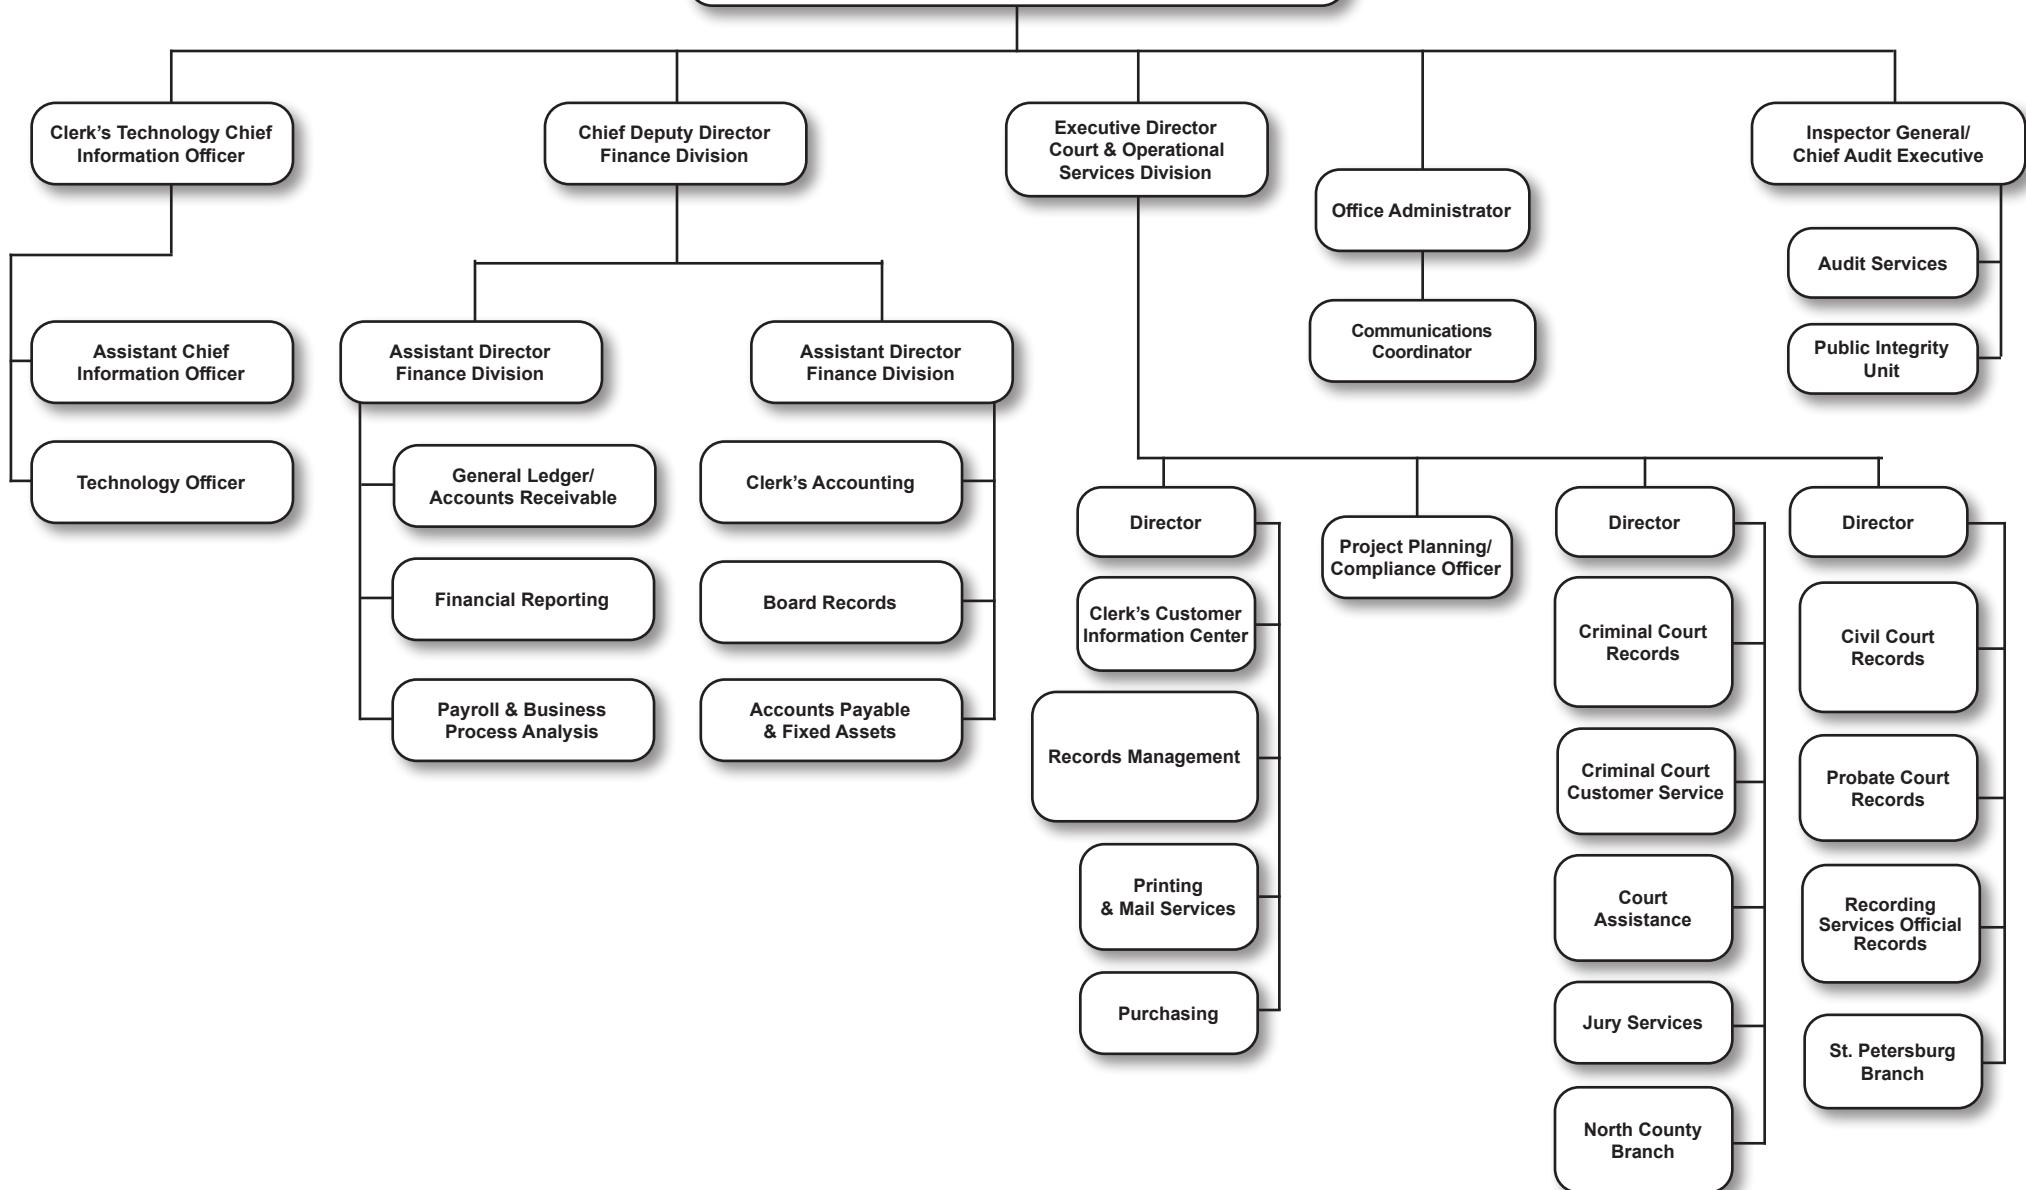 Clerk’s Technology Chief
Information Officer
Chief Deputy Director
Finance Division
Executive Director
Court & Operational
Services Division
Office Administrator
Inspector General/
Chief Audit Executive
Communications
Coordinator
Audit Services
Public Integrity
Unit
Assistant Chief
Information Officer
Technology Officer
Assistant Director
Finance Division
General Ledger/
Accounts Receivable
Financial Reporting
Payroll & Business
Process Analysis
Assistant Director
Finance Division
Clerk’s Accounting
Board Records
Accounts Payable
& Fixed Assets
Director
Clerk’s Customer
Information Center
Records Management
Printing
& Mail Services
Purchasing
Project Planning/
Compliance Officer
Director
Criminal Court
Records
Criminal Court
Customer Service
Court
Assistance
Jury Services
North County
Branch
Director
Civil Court
Records
Probate Court
Records
Recording
Services Official
Records
St. Petersburg
Branch